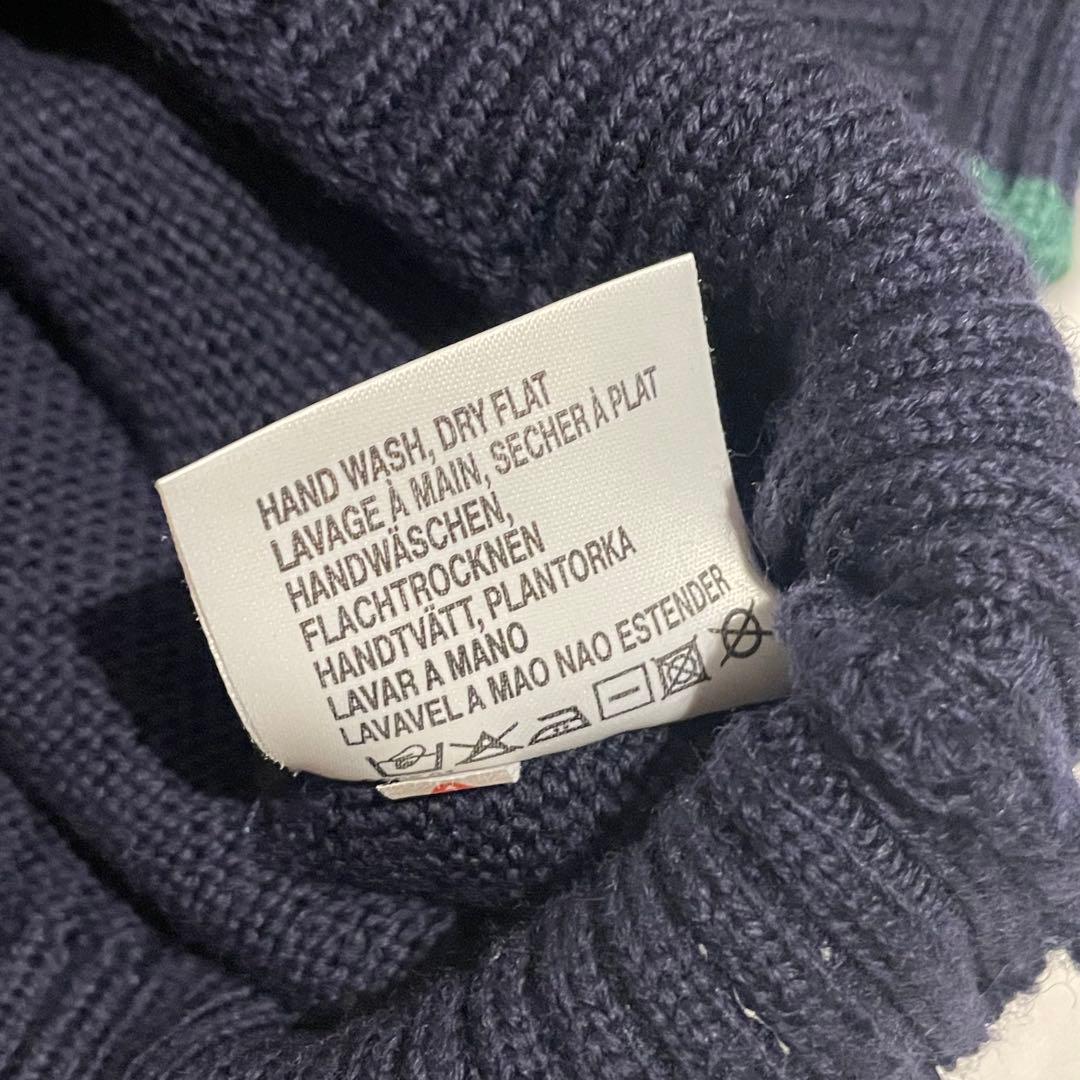 HAND WASH, DRY FLAT
LAVAGE À MAIN, SECHER À PLAT
HANDWÄSCHEN,
FLACHTROCKNEN
HANDTVÄTT, PLANTORKA
LAVAR A MANO
LAVAVEL A MAO NAO ESTENDER